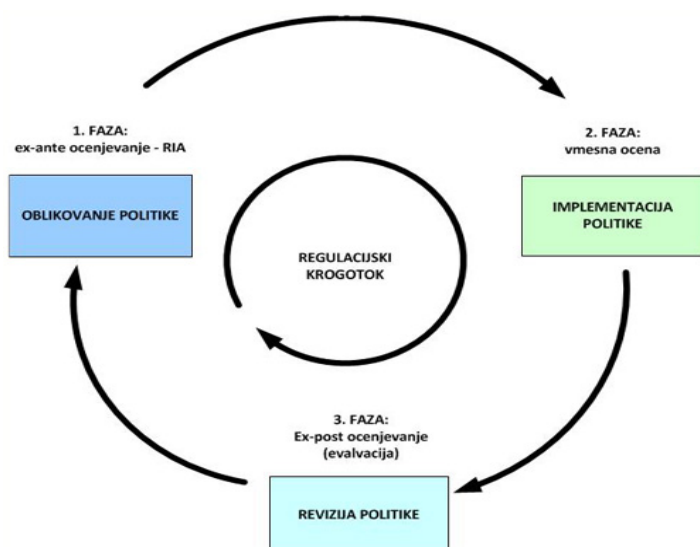 1. FAZA:
ex-ante ocenjevanje - RIA
OBLIKOVANJE POLITIKE
2. FAZA:
vmesna ocena
IMPLEMENTACIJA
POLITIKE
REGULACIJSKI
KROGOTOK
3. FAZA:
Ex-post ocenjevanje
(evalvacija)
REVIZIJA POLITIKE